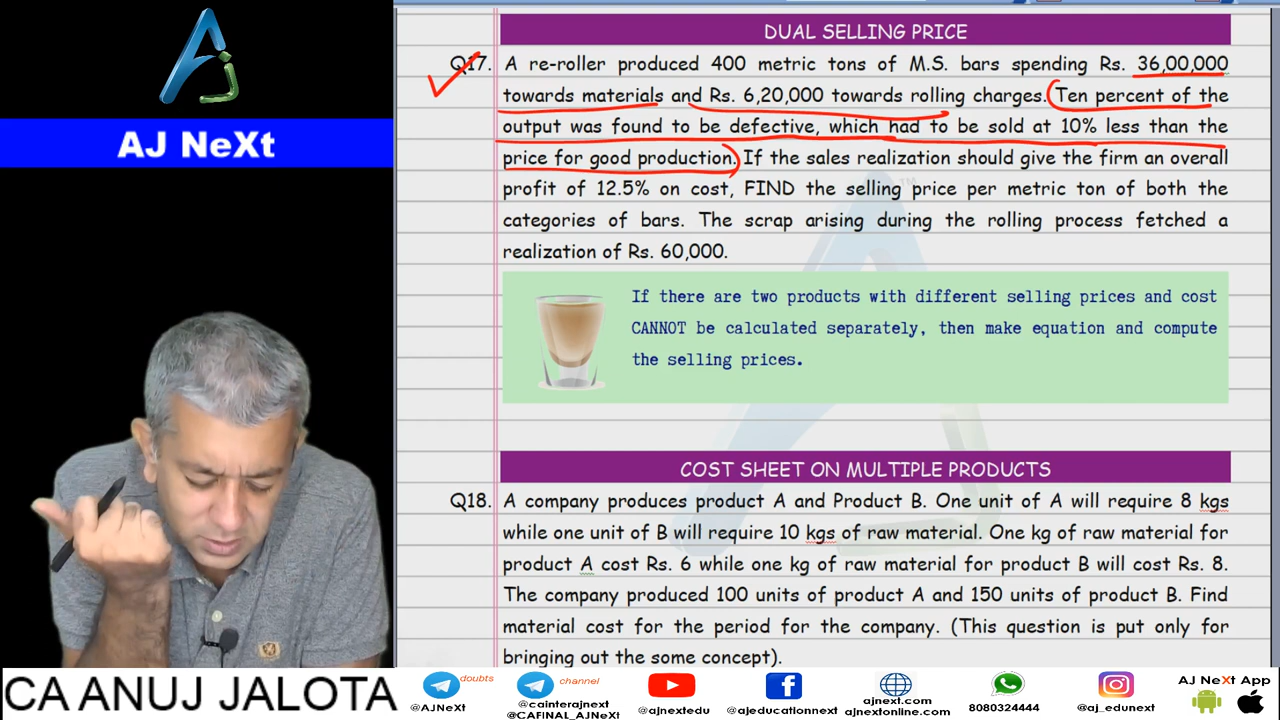 DUAL SELLING PRICE
Q17. A re-roller produced 400 metric tons of M.S. bars spending Rs. 36,00,000
towards materials and Rs. 6,20,000 towards rolling charges. Ten percent of the
output was found to be defective, which had to be sold at 10% less than the
price for good production. If the sales realization should give the firm an overall
profit of 12.5% on cost, FIND the selling price per metric ton of both the
categories of bars. The scrap arising during the rolling process fetched a
realization of Rs. 60,000.
If there are two products with different selling prices and cost
CANNOT be calculated separately, then make equation and compute
the selling prices.
COST SHEET ON MULTIPLE PRODUCTS
Q18. A company produces product A and Product B. One unit of A will require 8 kgs
while one unit of B will require 10 kgs of raw material. One kg of raw material for
product A cost Rs. 6 while one kg of raw material for product B will cost Rs. 8.
The company produced 100 units of product A and 150 units of product B. Find
material cost for the period for the company. (This question is put only for
bringing out the some concept).
AJ NeXt
TM
CA ANUJ JALOTA
doubts
@AJNeXt
channel
@cainterajnext
@CAFINAL_AJNeXt
@ajnextedu
@ajeducationnext
ajnext.com
ajnextonline.com
8080324444
@aj_edunext
AJ NeXt App